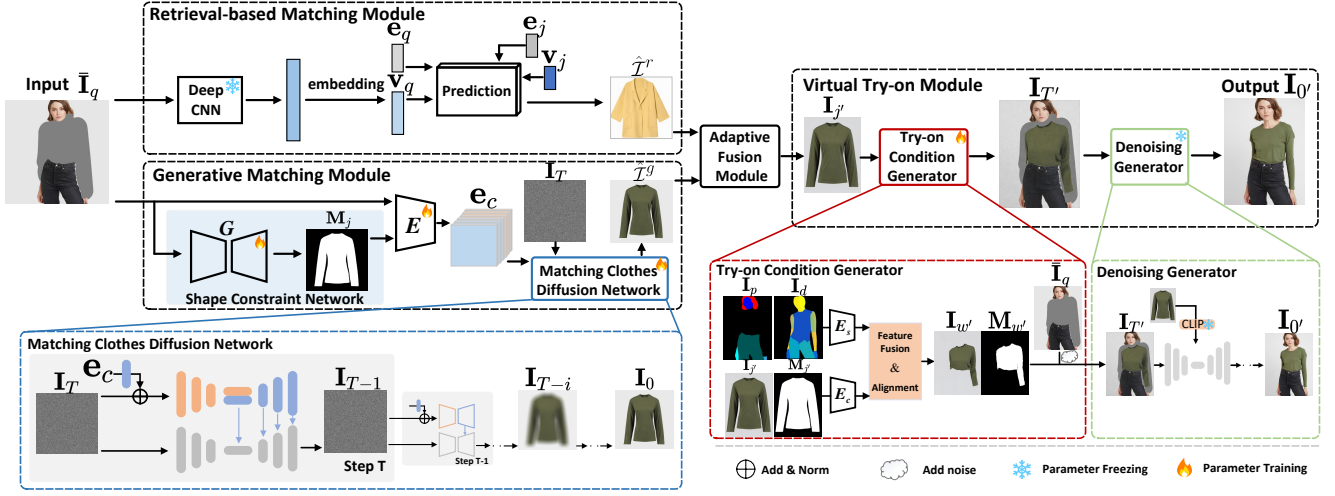 Retrieval-based Matching Module
Input Ī_q
Deep
CNN
embedding
e_q
v_q
e_j
v_j
Prediction
Î^r
Generative Matching Module
G
M_j
Shape Constraint Network
E
e_c
I_T
Î^g
Matching Clothes
Diffusion Network
Adaptive
Fusion
Module
Virtual Try-on Module
I_j'
Try-on
Condition
Generator
I_T'
Denoising
Generator
Output I_0'
Matching Clothes Diffusion Network
I_T
e_c
I_{T-1}
Step T
Step T-1
I_{T-i}
I_0
Try-on Condition Generator
I_p
I_d
E_s
I_j'
M_j'
E_c
Feature
Fusion
&
Alignment
I_w'
M_w'
Ī_q
Denoising Generator
I_T'
CLIP
I_0'
Add & Norm
Add noise
Parameter Freezing
Parameter Training